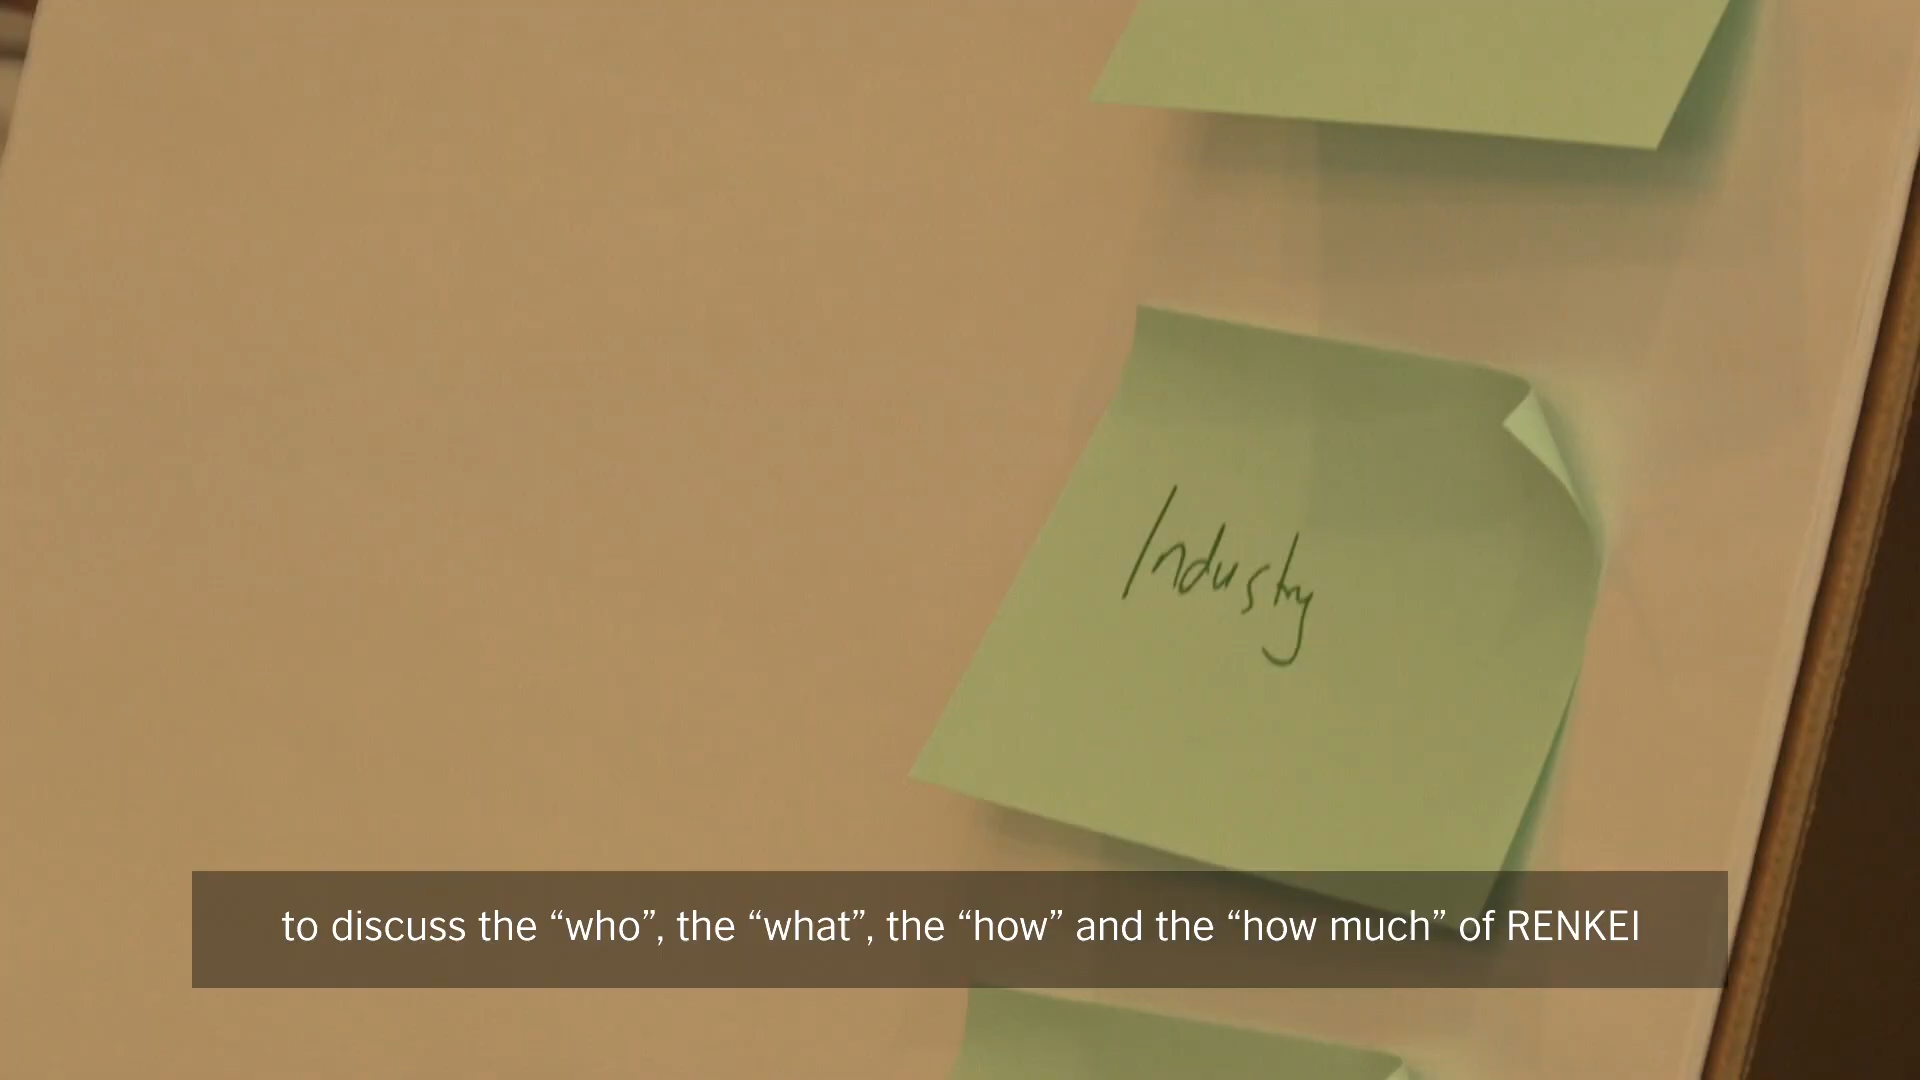 Industry
to discuss the “who”, the “what”, the “how” and the “how much” of RENKEI